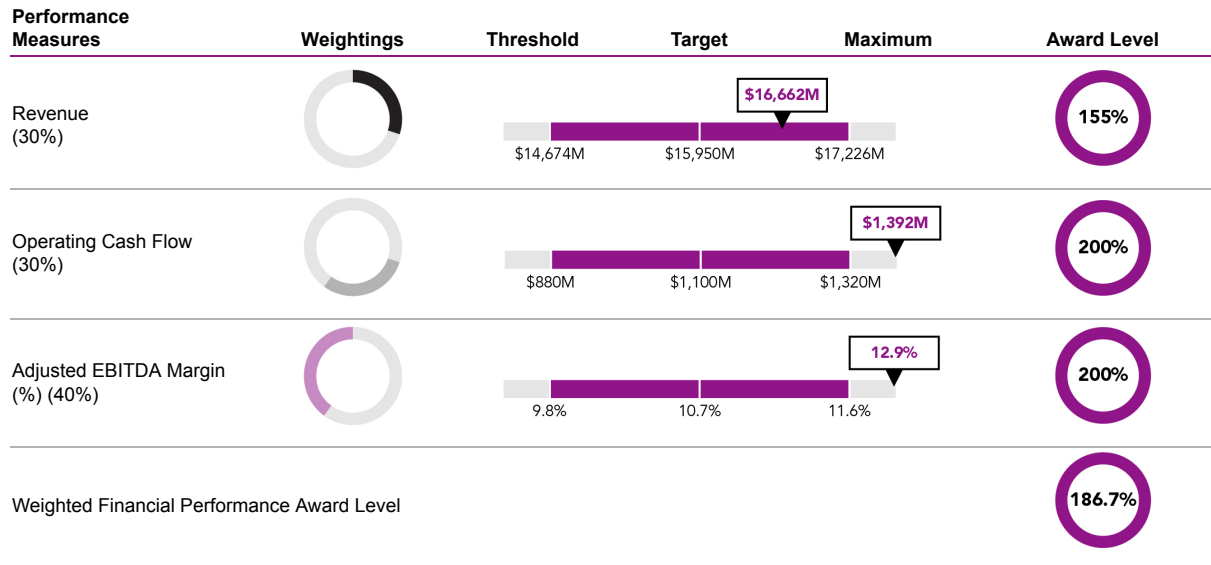 Performance
Measures Weightings Threshold Target Maximum Award Level
$16,662M
Revenue
(30%)
155%
$14,674M $15,950M $17,226M
$1,392M
Operating Cash Flow
(30%)
200%
$880M $1,100M $1,320M
12.9%
Adjusted EBITDA Margin
(%) (40%)
200%
9.8% 10.7% 11.6%
Weighted Financial Performance Award Level
186.7%